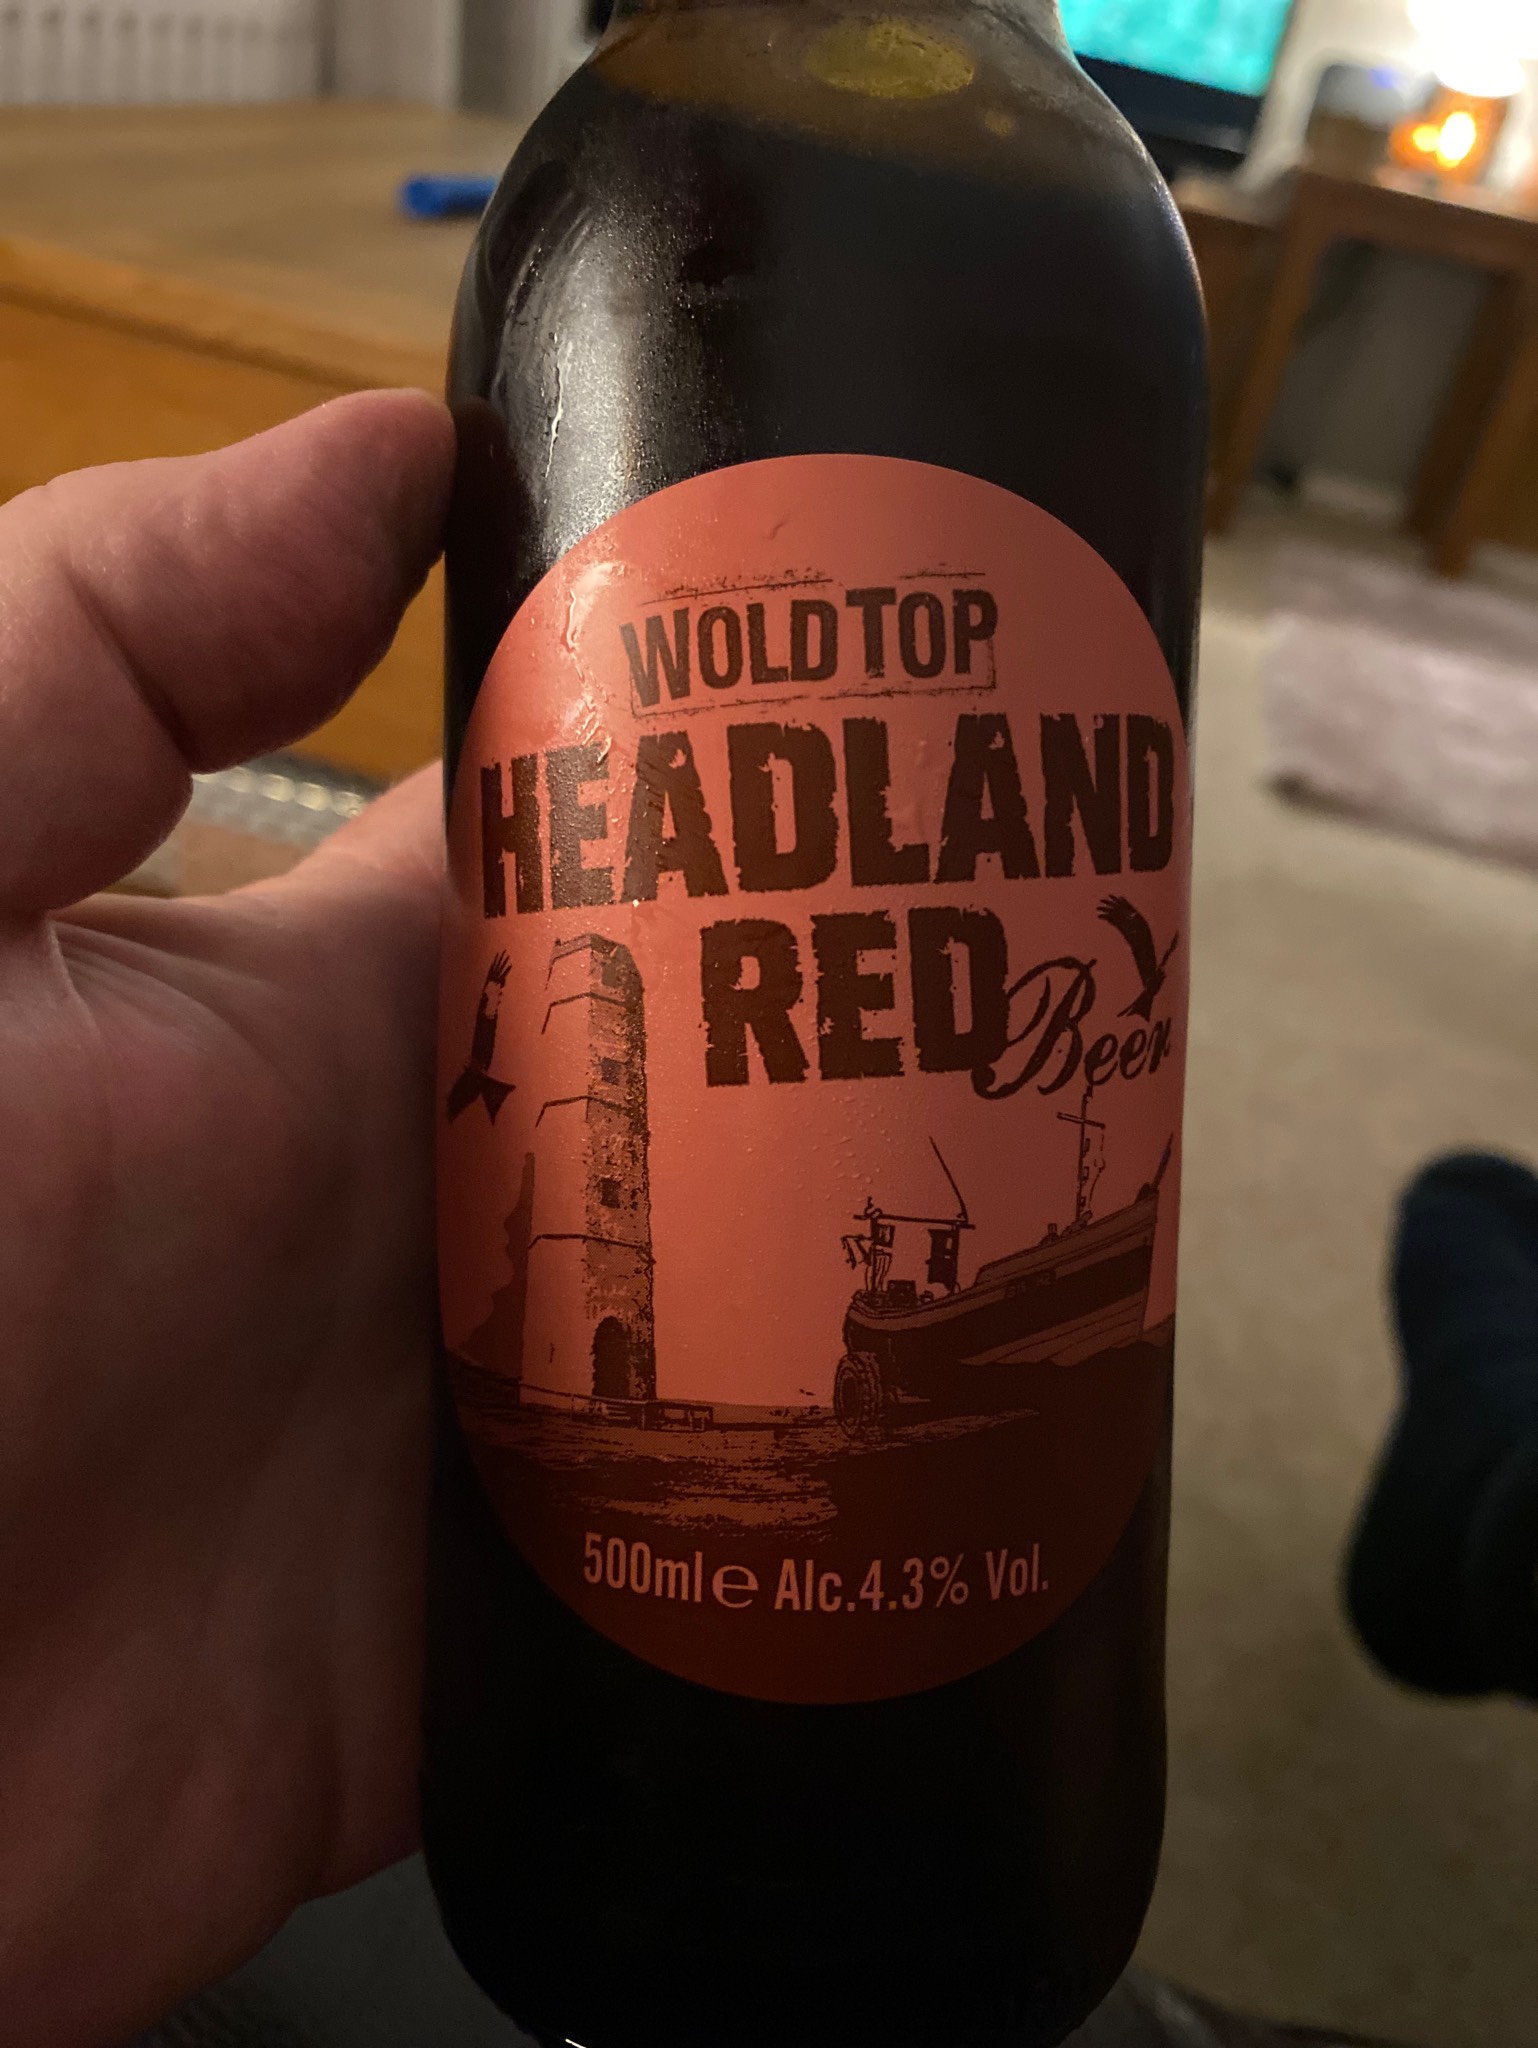 WOLD TOP
HEADLAND
RED Beer
500ml e Alc.4.3% Vol.